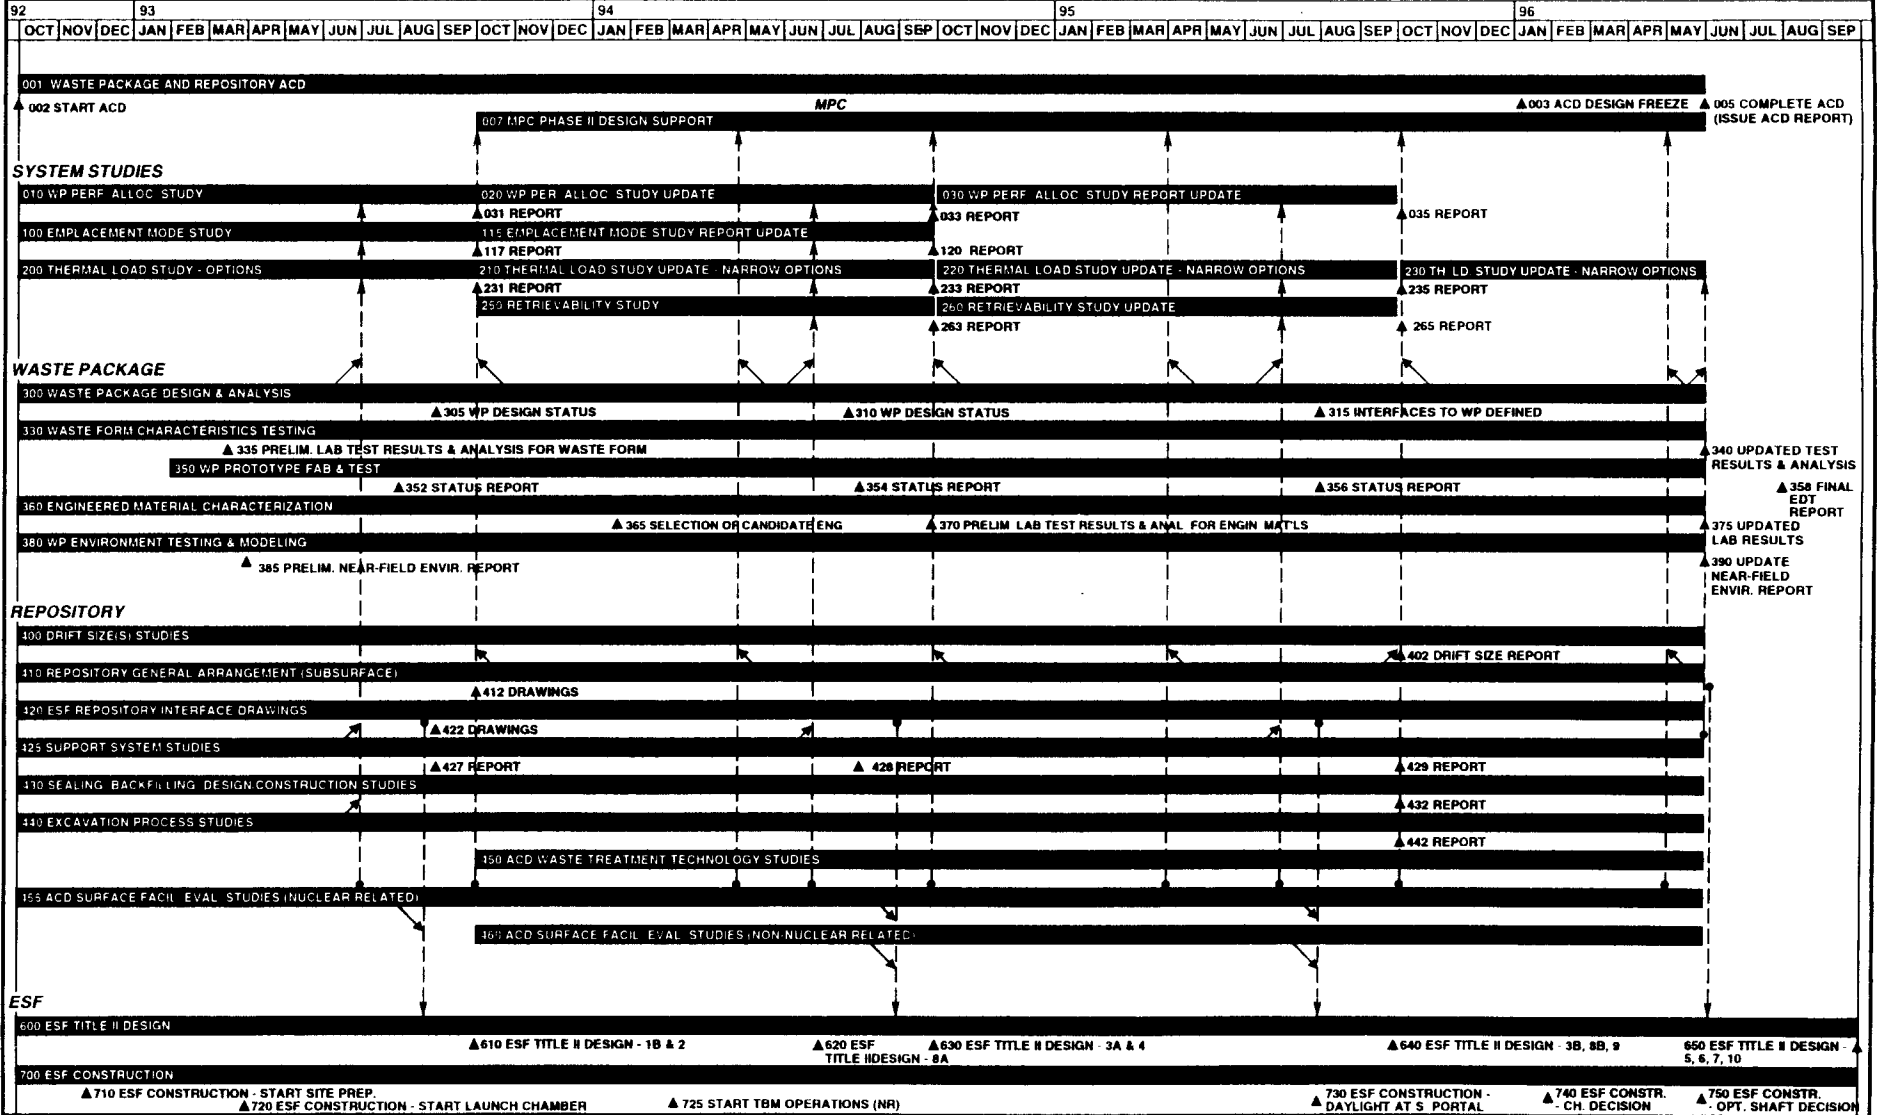 92 93 94 95 96
OCT NOV DEC JAN FEB MAR APR MAY JUN JUL AUG SEP OCT NOV DEC JAN FEB MAR APR MAY JUN JUL AUG SEP OCT NOV DEC JAN FEB MAR APR MAY JUN JUL AUG SEP OCT NOV DEC JAN FEB MAR APR MAY JUN JUL AUG SEP
001 WASTE PACKAGE AND REPOSITORY ACD
002 START ACD
MPC
003 ACD DESIGN FREEZE
005 COMPLETE ACD
(ISSUE ACD REPORT)
007 MPC PHASE II DESIGN SUPPORT
SYSTEM STUDIES
010 WP PERF ALLOC STUDY
020 WP PER ALLOC STUDY UPDATE
030 WP PERF ALLOC STUDY REPORT UPDATE
031 REPORT
033 REPORT
035 REPORT
100 EMPLACEMENT MODE STUDY
115 EMPLACEMENT MODE STUDY REPORT UPDATE
117 REPORT
120 REPORT
200 THERMAL LOAD STUDY - OPTIONS
210 THERMAL LOAD STUDY UPDATE - NARROW OPTIONS
220 THERMAL LOAD STUDY UPDATE - NARROW OPTIONS
230 TH LD. STUDY UPDATE - NARROW OPTIONS
231 REPORT
233 REPORT
235 REPORT
250 RETRIEVABILITY STUDY
260 RETRIEVABILITY STUDY UPDATE
263 REPORT
265 REPORT
WASTE PACKAGE
300 WASTE PACKAGE DESIGN & ANALYSIS
305 WP DESIGN STATUS
310 WP DESIGN STATUS
315 INTERFACES TO WP DEFINED
330 WASTE FORM CHARACTERISTICS TESTING
335 PRELIM. LAB TEST RESULTS & ANALYSIS FOR WASTE FORM
340 UPDATED TEST
RESULTS & ANALYSIS
350 WP PROTOTYPE FAB & TEST
352 STATUS REPORT
354 STATUS REPORT
356 STATUS REPORT
358 FINAL
EDT
REPORT
360 ENGINEERED MATERIAL CHARACTERIZATION
365 SELECTION OF CANDIDATE ENG
370 PRELIM LAB TEST RESULTS & ANAL FOR ENGIN MAT'LS
375 UPDATED
LAB RESULTS
380 WP ENVIRONMENT TESTING & MODELING
385 PRELIM. NEAR-FIELD ENVIR. REPORT
390 UPDATE
NEAR-FIELD
ENVIR. REPORT
REPOSITORY
400 DRIFT SIZE(S) STUDIES
402 DRIFT SIZE REPORT
410 REPOSITORY GENERAL ARRANGEMENT (SUBSURFACE)
412 DRAWINGS
420 ESF REPOSITORY INTERFACE DRAWINGS
422 DRAWINGS
425 SUPPORT SYSTEM STUDIES
427 REPORT
428 REPORT
429 REPORT
430 SEALING BACKFILLING DESIGN-CONSTRUCTION STUDIES
432 REPORT
440 EXCAVATION PROCESS STUDIES
442 REPORT
450 ACD WASTE TREATMENT TECHNOLOGY STUDIES
455 ACD SURFACE FACIL EVAL STUDIES (NUCLEAR RELATED)
460 ACD SURFACE FACIL EVAL STUDIES (NON-NUCLEAR RELATED)
ESF
600 ESF TITLE II DESIGN
610 ESF TITLE II DESIGN - 1B & 2
620 ESF
TITLE IIDESIGN - 8A
630 ESF TITLE II DESIGN - 3A & 4
640 ESF TITLE II DESIGN - 3B, 8B, 9
650 ESF TITLE II DESIGN -
5, 6, 7, 10
700 ESF CONSTRUCTION
710 ESF CONSTRUCTION - START SITE PREP.
720 ESF CONSTRUCTION - START LAUNCH CHAMBER
725 START TBM OPERATIONS (NR)
730 ESF CONSTRUCTION -
DAYLIGHT AT S PORTAL
740 ESF CONSTR.
- CH. DECISION
750 ESF CONSTR.
- OPT. SHAFT DECISION